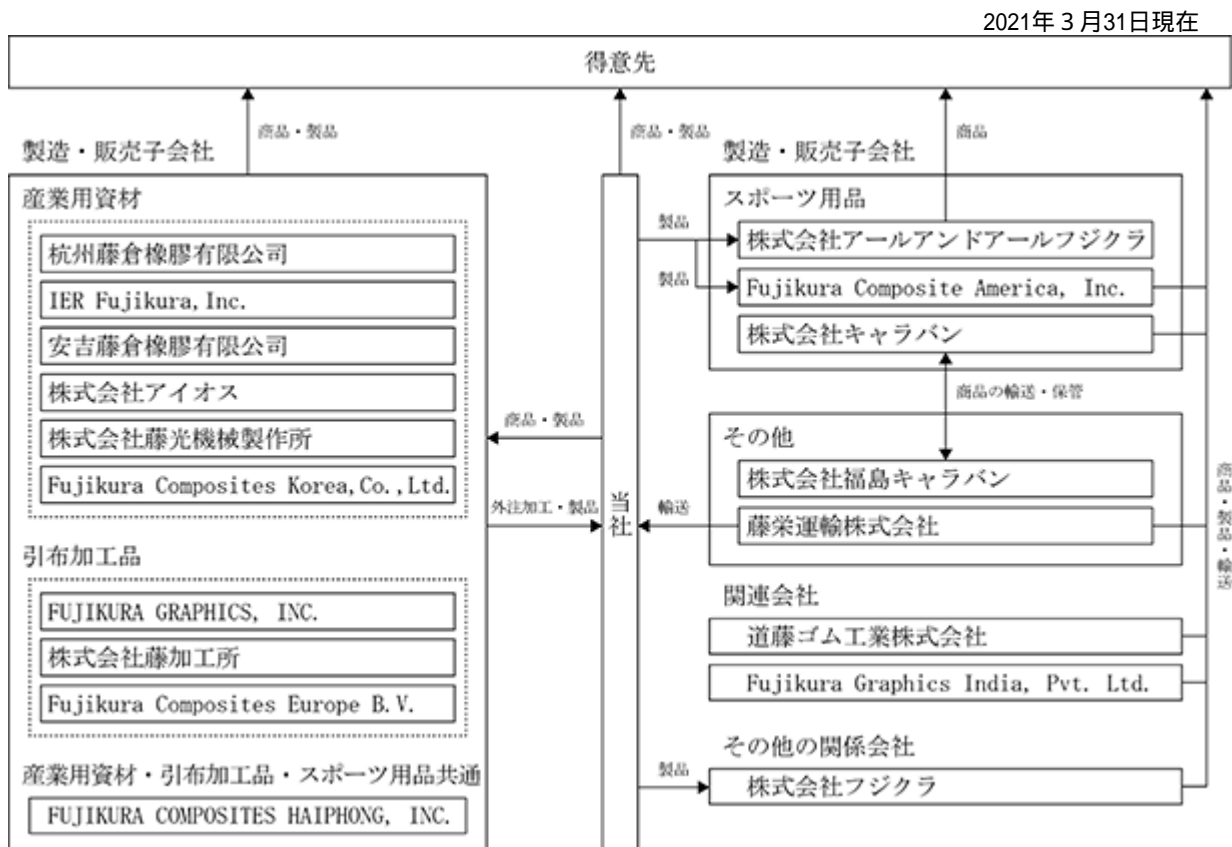 2021年３月31日現在
得意先
商品・製品
製造・販売子会社
産業用資材
杭州藤倉橡膠有限公司
IER Fujikura,Inc.
安吉藤倉橡膠有限公司
株式会社アイオス
株式会社藤光機械製作所
Fujikura Composites Korea,Co.,Ltd.
引布加工品
FUJIKURA GRAPHICS, INC.
株式会社藤加工所
Fujikura Composites Europe B.V.
産業用資材・引布加工品・スポーツ用品共通
FUJIKURA COMPOSITES HAIPHONG, INC.
商品・製品
外注加工・製品
商品・製品
当社
製品
製品
輸送
製品
商品
製造・販売子会社
スポーツ用品
株式会社アールアンドアールフジクラ
Fujikura Composite America, Inc.
株式会社キャラバン
商品の輸送・保管
その他
株式会社福島キャラバン
藤栄運輸株式会社
関連会社
道藤ゴム工業株式会社
Fujikura Graphics India, Pvt. Ltd.
その他の関係会社
株式会社フジクラ
商品・製品・輸送